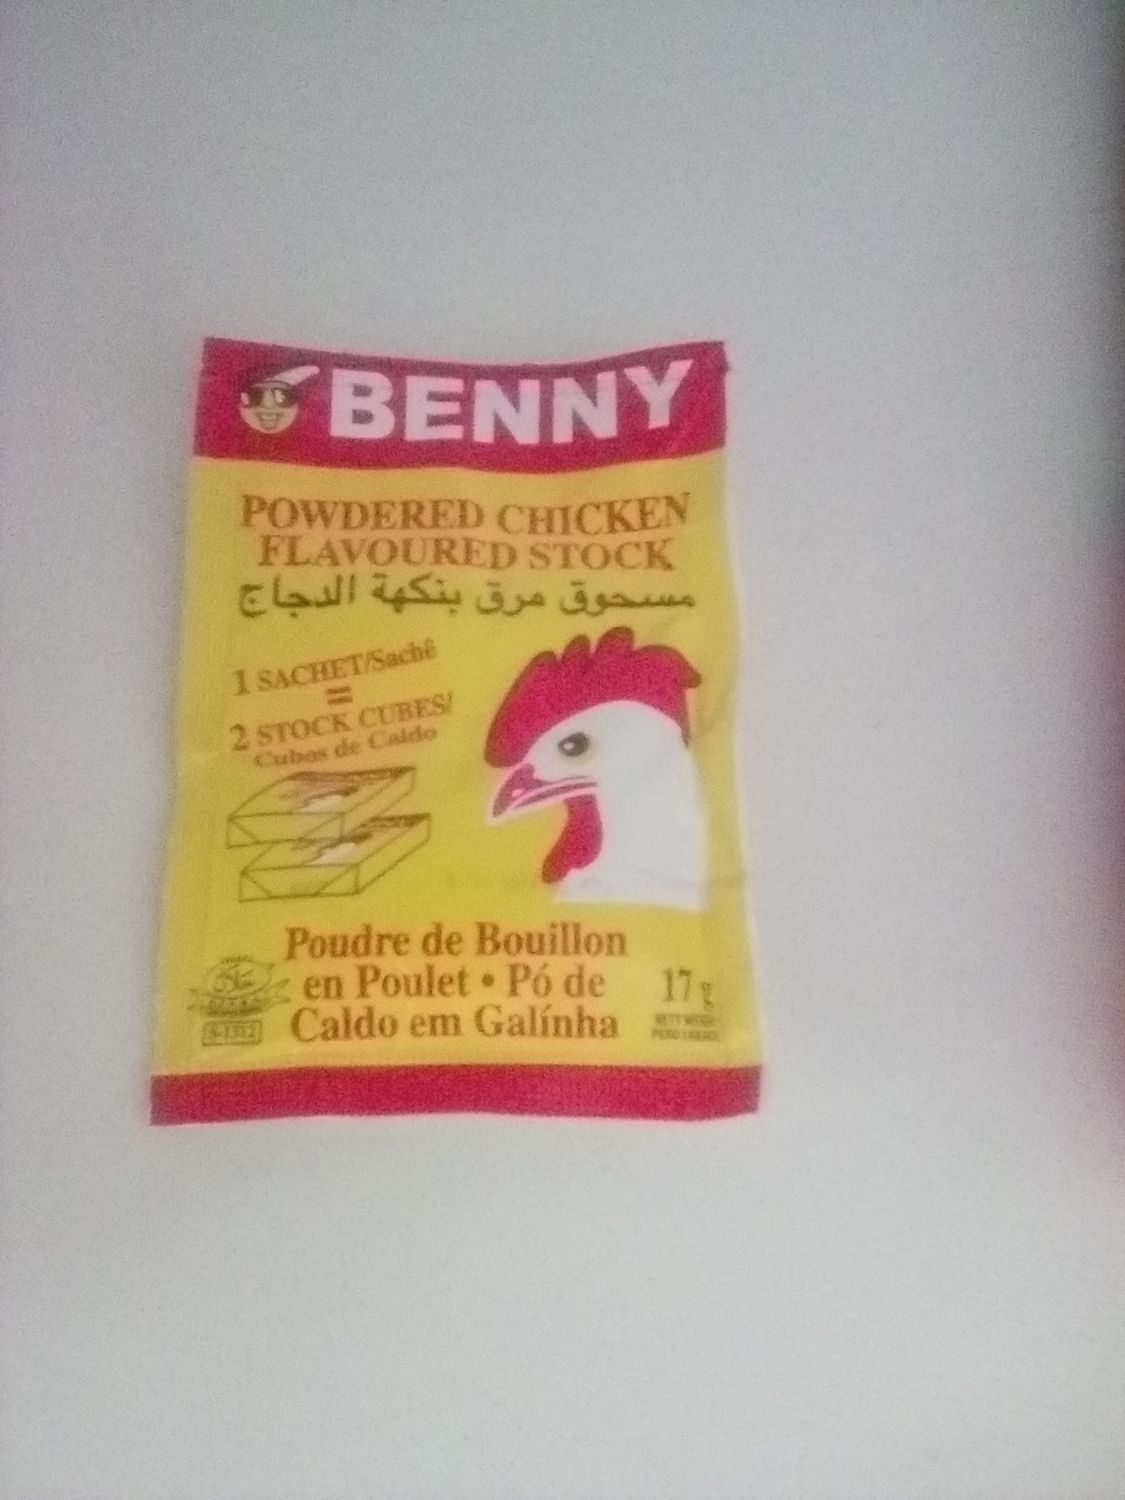 BENNY
POWDERED CHICKEN
FLAVOURED STOCK
مسحوق مرق بنكهة الدجاج
1 SACHET/Sachê
=
2 STOCK CUBES/
Cubos de Caldo
Poudre de Bouillon
en Poulet • Pó de
Caldo em Galínha
17 g
حلال